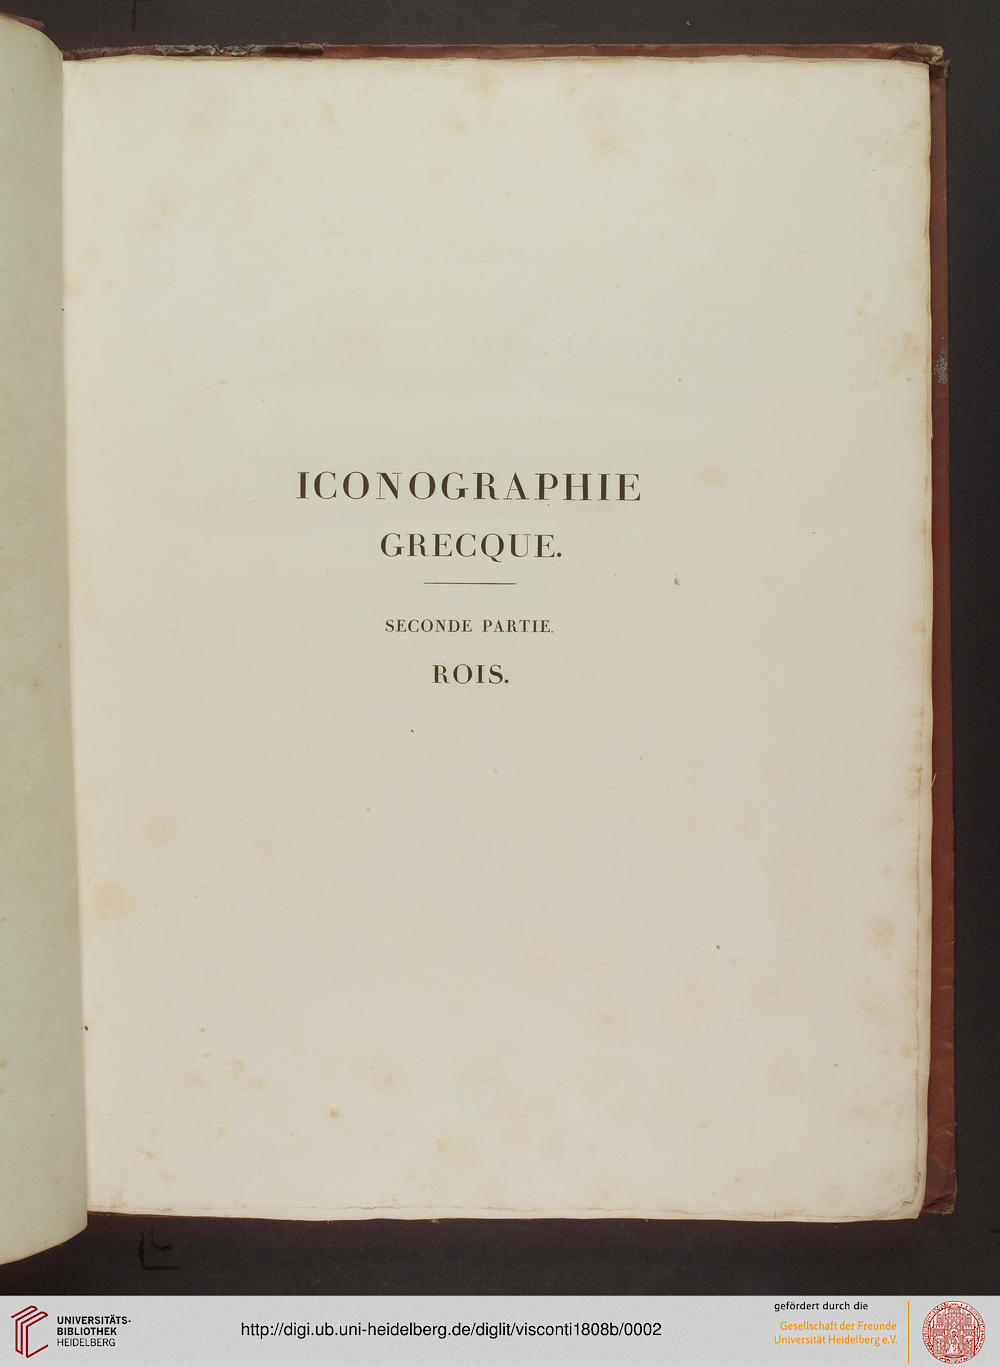 ICONOGRAPHIE
GRECQUE.
SECONDE PARTIE.
ROIS.
UNIVERSITÄTS-
BIBLIOTHEK
HEIDELBERG
http://digi.ub.uni-heidelberg.de/diglit/visconti1808b/0002
gefördert durch die
Gesellschaft der Freunde
Universität Heidelberg e.V.